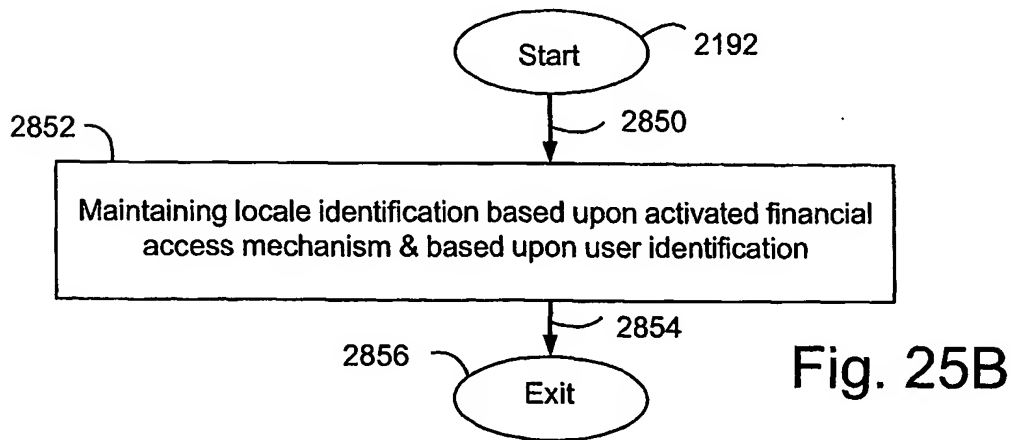 Start
2192
2850
2852
Maintaining locale identification based upon activated financial
access mechanism & based upon user identification
2854
2856
Exit
Fig. 25B